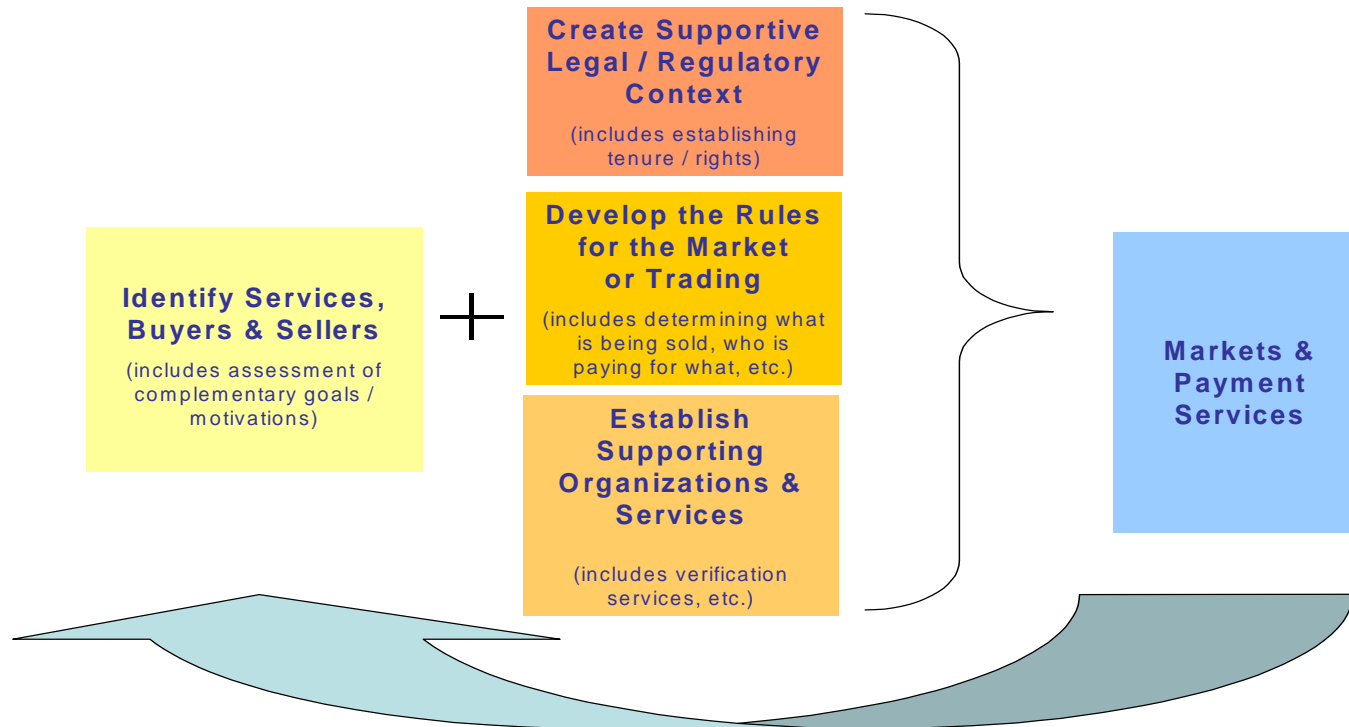 Create Supportive
Legal / Regulatory
Context
(includes establishing
tenure / rights)
Develop the Rules
for the Market
or Trading
(includes determining what
is being sold, who is
paying for what, etc.)
Establish
Supporting
Organizations &
Services
(includes verification
services, etc.)
Identify Services,
Buyers & Sellers
(includes assessment of
complementary goals /
motivations)
+
Markets &
Payment
Services